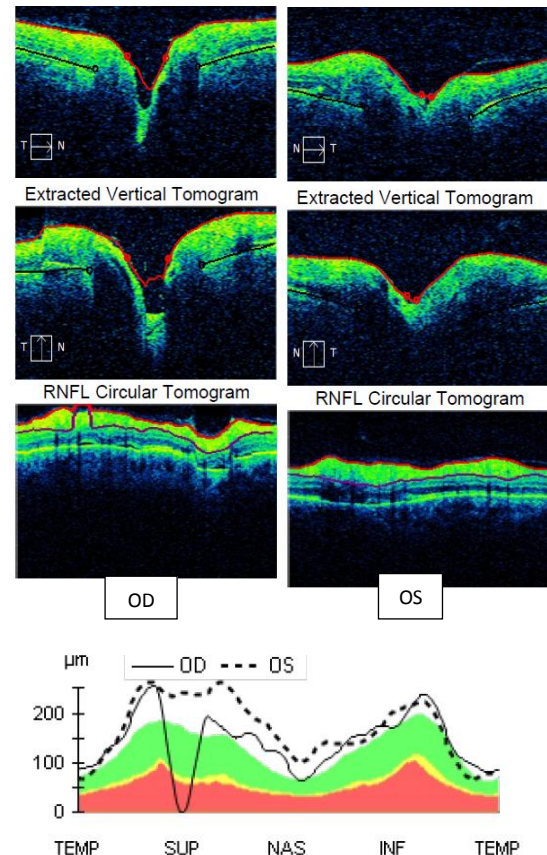 T N
N T
Extracted Vertical Tomogram Extracted Vertical Tomogram
T N
N T
RNFL Circular Tomogram RNFL Circular Tomogram
OD OS
µm OD OS
200
100
0
TEMP SUP NAS INF TEMP